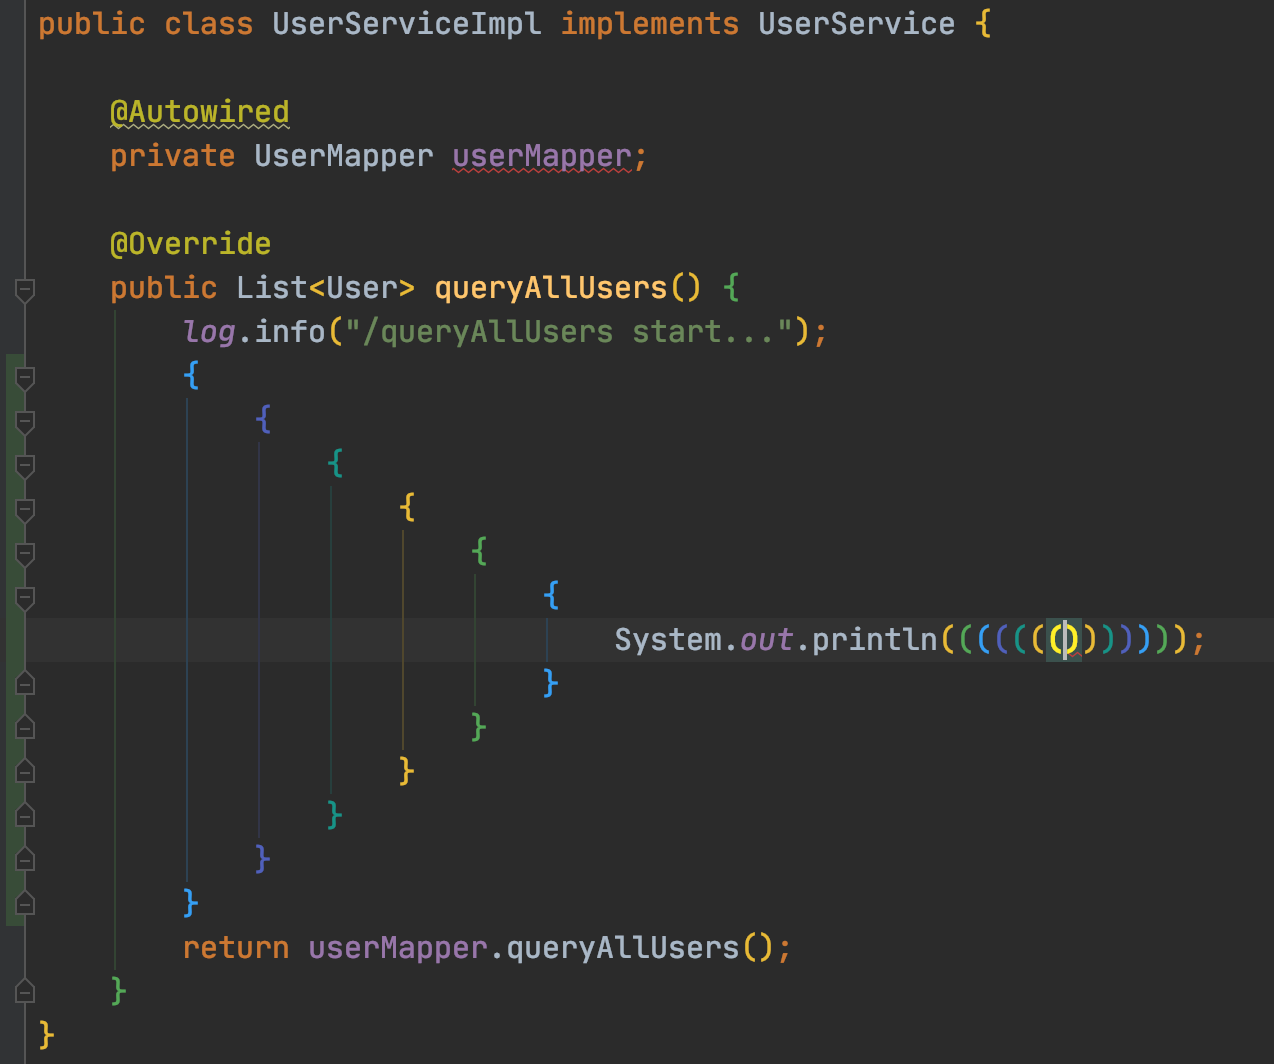 public class UserServiceImpl implements UserService {
@Autowired
private UserMapper userMapper;
@Override
public List<User> queryAllUsers() {
log.info("/queryAllUsers start...");
{
{
{
{
{
{
System.out.println((((((()))))));
}
}
}
}
}
}
return userMapper.queryAllUsers();
}
}